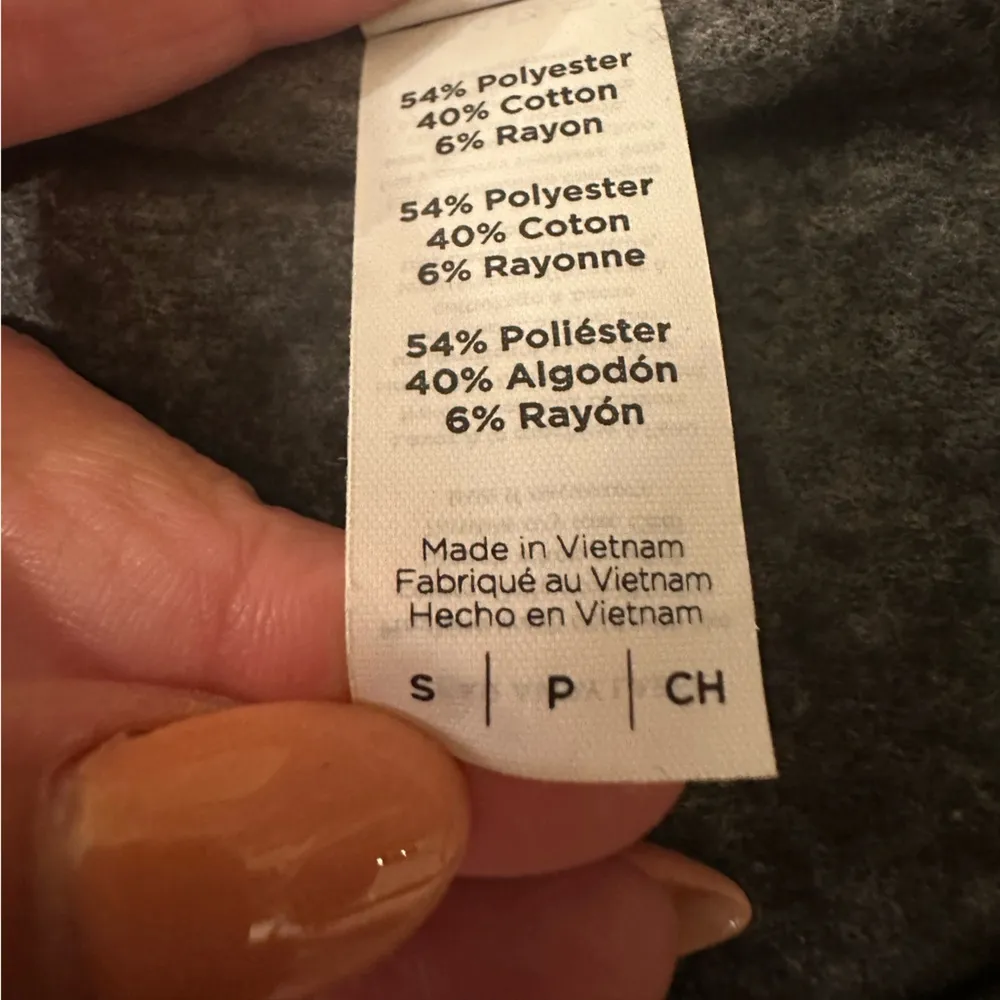 54% Polyester
40% Cotton
6% Rayon
54% Polyester
40% Coton
6% Rayonne
54% Poliéster
40% Algodón
6% Rayón
Made in Vietnam
Fabriqué au Vietnam
Hecho en Vietnam
S | P | CH